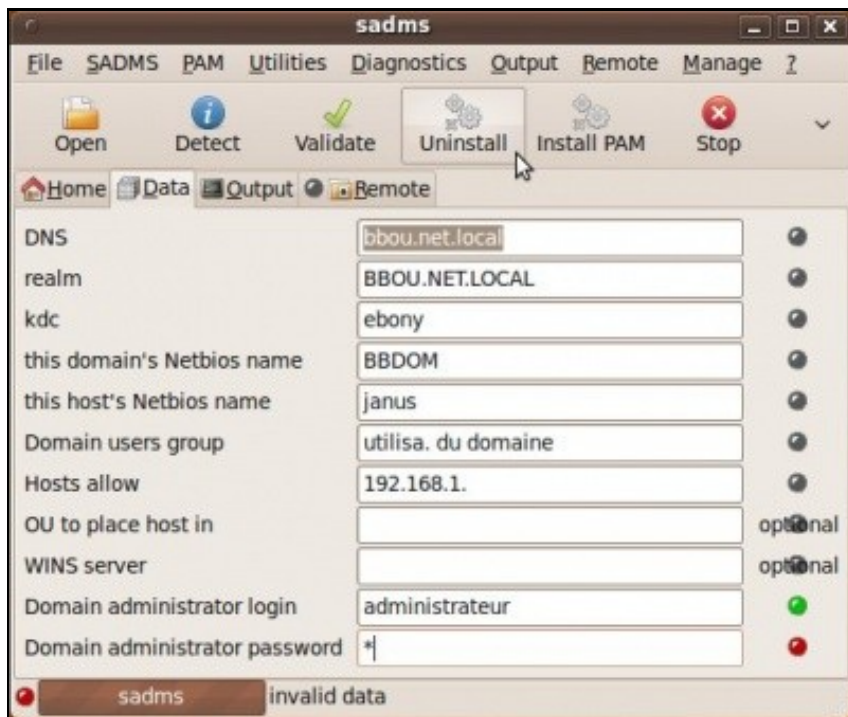 sadms
File SADMS PAM Utilities Diagnostics Output Remote Manage ?
Open Detect Validate Uninstall Install PAM Stop
Home Data Output Remote
DNS bbou.net.local
realm BBOU.NET.LOCAL
kdc ebony
this domain's Netbios name BBDOM
this host's Netbios name janus
Domain users group utilisa. du domaine
Hosts allow 192.168.1.
OU to place host in optional
WINS server optional
Domain administrator login administrateur
Domain administrator password *
sadms invalid data